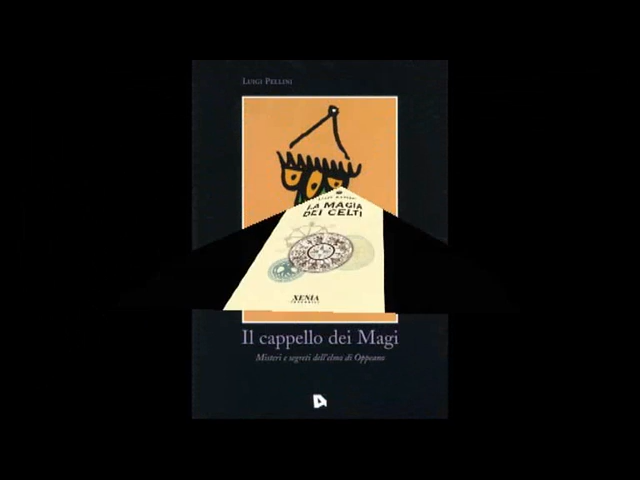 LUIGI PELLINI
LA MAGIA
DEI CELTI
XENIA
Il cappello dei Magi
Misteri e segreti dell'elmo di Oppeano